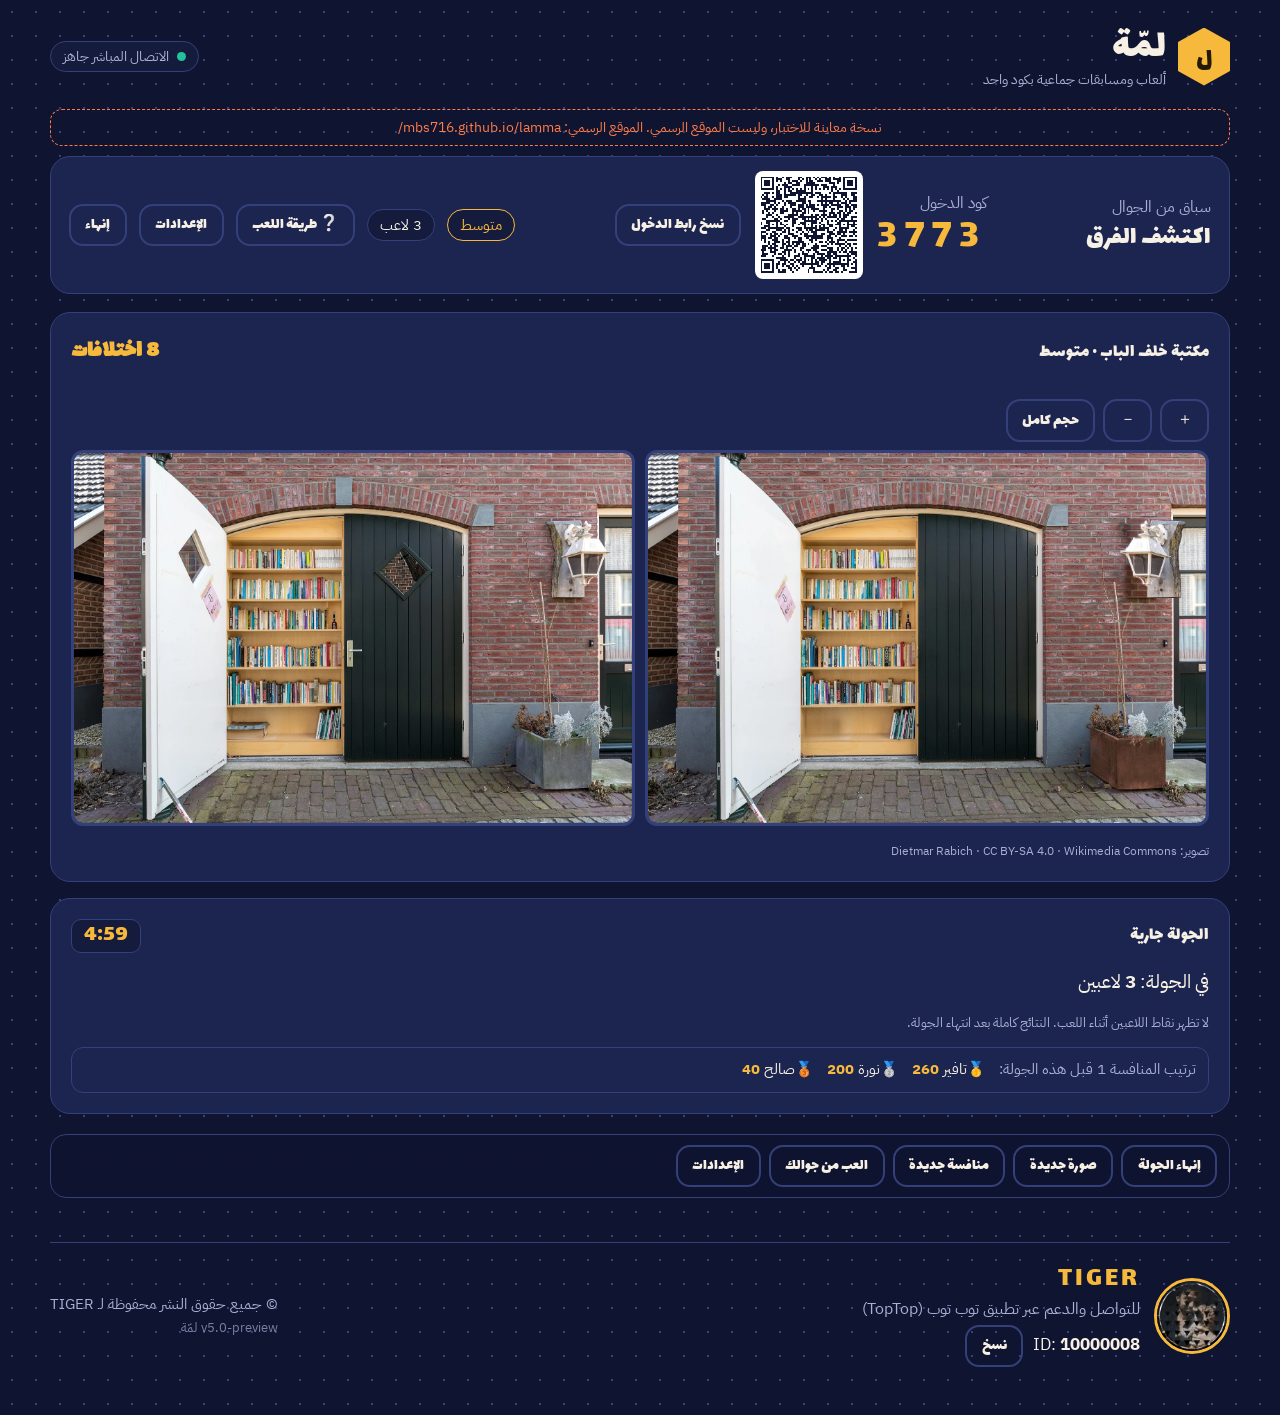 ل
لمّة
ألعاب ومسابقات جماعية بكود واحد
الاتصال المباشر جاهز
نسخة معاينة للاختبار، وليست الموقع الرسمي. الموقع الرسمي: mbs716.github.io/lamma/
سباق من الجوال
اكتشف الفرق
كود الدخول
3773
نسخ رابط الدخول
متوسط
3 لاعب
❔ طريقة اللعب
الإعدادات
إنهاء
مكتبة خلف الباب · متوسط
8 اختلافات
+
−
حجم كامل
تصوير: Dietmar Rabich · CC BY-SA 4.0 · Wikimedia Commons
الجولة جارية
4:59
في الجولة: 3 لاعبين
لا تظهر نقاط اللاعبين أثناء اللعب. النتائج كاملة بعد انتهاء الجولة.
ترتيب المنافسة 1 قبل هذه الجولة: 🥇 تافير 260 🥈 نورة 200 🥉 صالح 40
إنهاء الجولة
صورة جديدة
منافسة جديدة
العب من جوالك
الإعدادات
TIGER
للتواصل والدعم عبر تطبيق توب توب (TopTop)
ID: 10000008
نسخ
© جميع حقوق النشر محفوظة لـ TIGER
لمّة v5.0-preview